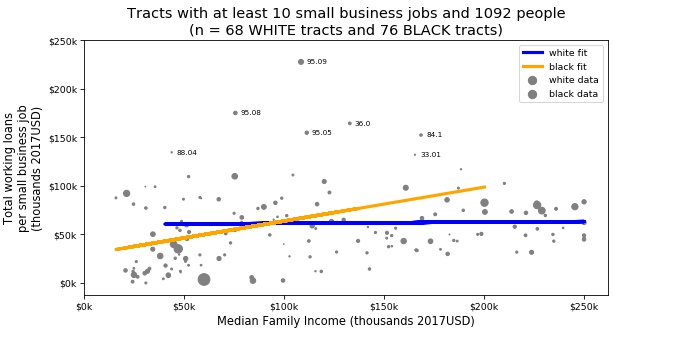 Tracts with at least 10 small business jobs and 1092 people
(n = 68 WHITE tracts and 76 BLACK tracts)
$250k
$200k
$150k
$100k
$50k
$0k
Total working loans
per small business job
(thousands 2017USD)
95.09
95.08
36.0
95.05
84.1
88.04
33.01
white fit
black fit
white data
black data
$0k
$50k
$100k
$150k
$200k
$250k
Median Family Income (thousands 2017USD)